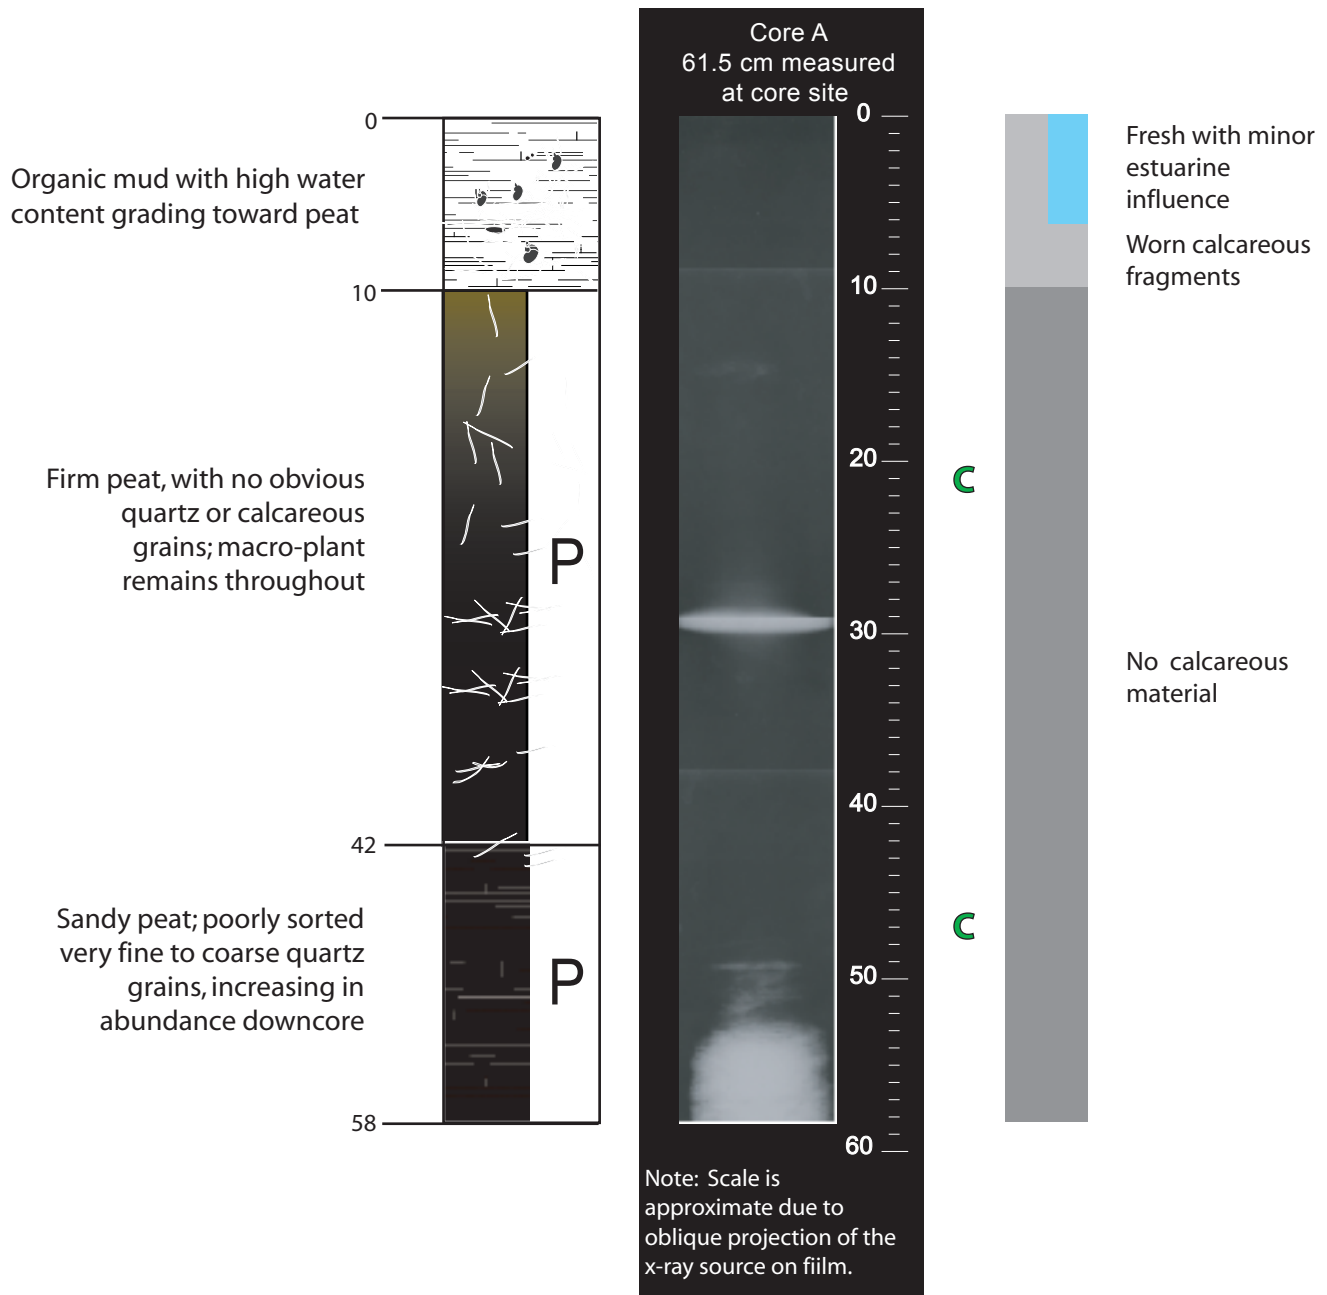 Core A
61.5 cm measured
at core site
0
Organic mud with high water
content grading toward peat
10
Firm peat, with no obvious
quartz or calcareous
grains; macro-plant
remains throughout
P
42
Sandy peat; poorly sorted
very fine to coarse quartz
grains, increasing in
abundance downcore
P
58
0
10
20
30
40
50
60
Note: Scale is
approximate due to
oblique projection of the
x-ray source on fiilm.
C
C
Fresh with minor
estuarine
influence
Worn calcareous
fragments
No calcareous
material